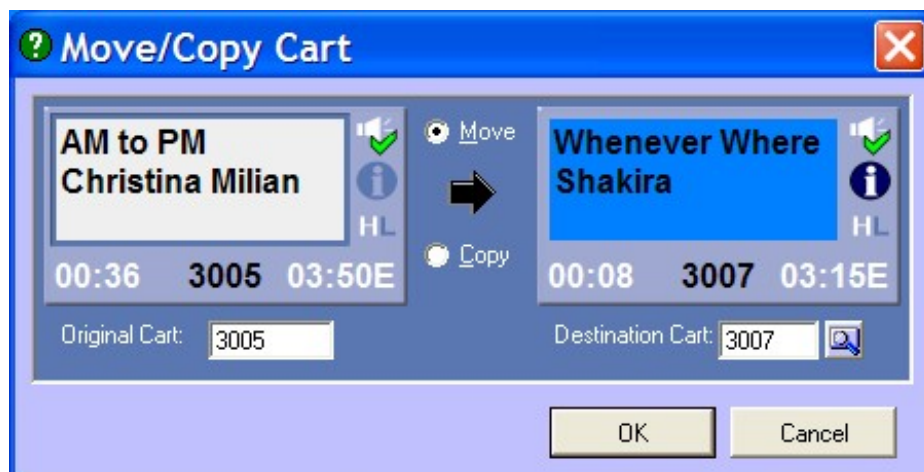 Move/Copy Cart
AM to PM
Christina Milian
HL
00:36 3005 03:50E
Move
Copy
Whenever Where
Shakira
HL
00:08 3007 03:15E
Original Cart: 3005
Destination Cart: 3007
OK
Cancel